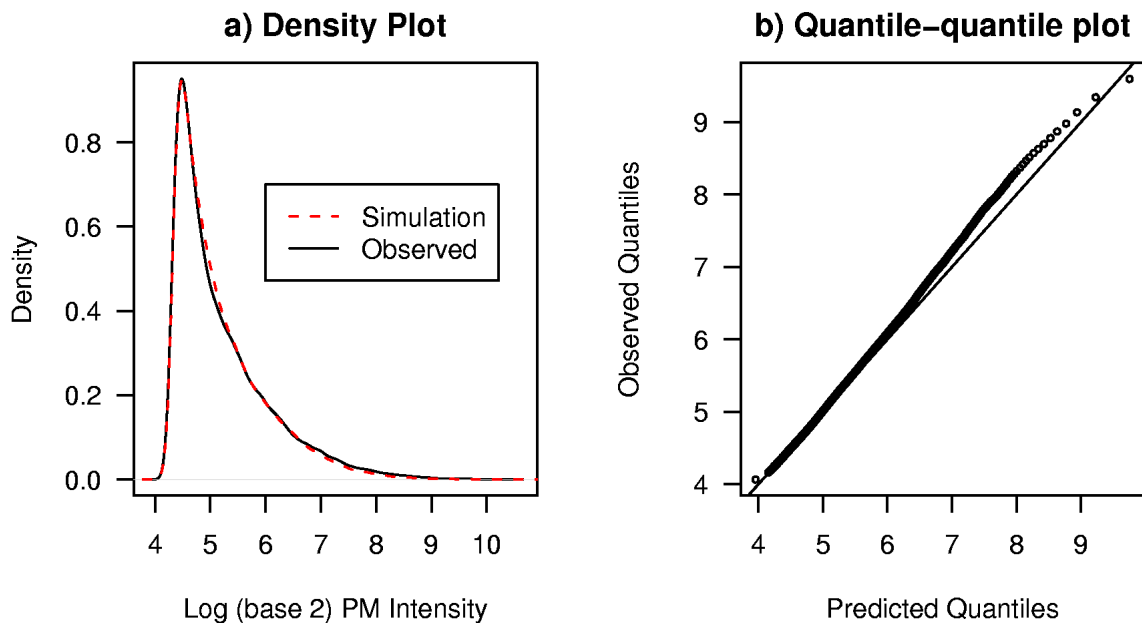 a) Density Plot
0.8
0.6
0.4
0.2
0.0
Density
Simulation
Observed
4 5 6 7 8 9 10
Log (base 2) PM Intensity
b) Quantile−quantile plot
9
8
7
6
5
4
Observed Quantiles
4 5 6 7 8 9
Predicted Quantiles